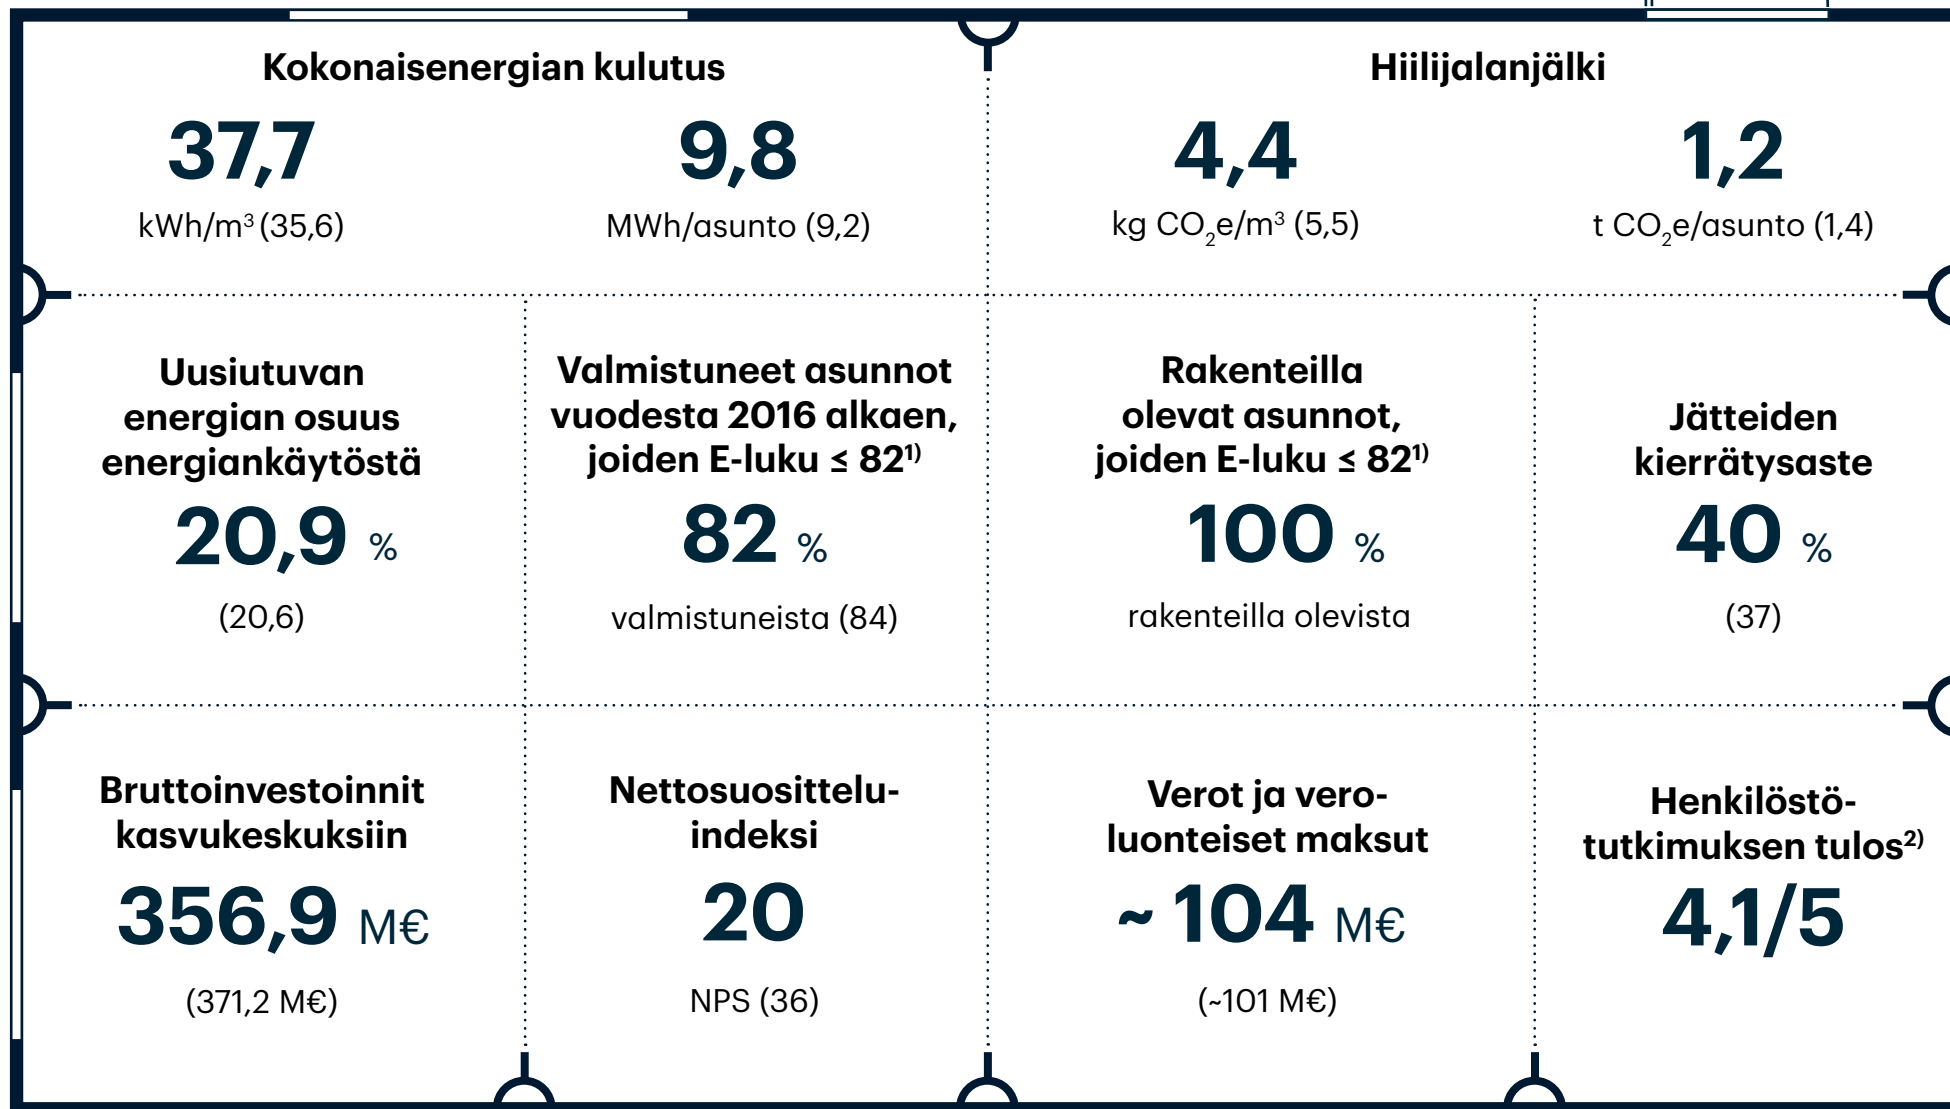 Kokonaisenergian kulutus
37,7
kWh/m³ (35,6)
9,8
MWh/asunto (9,2)
Hiilijalanjälki
4,4
kg CO₂e/m³ (5,5)
1,2
t CO₂e/asunto (1,4)
Uusiutuvan
energian osuus
energiankäytöstä
20,9 %
(20,6)
Valmistuneet asunnot
vuodesta 2016 alkaen,
joiden E-luku ≤ 82¹⁾
82 %
valmistuneista (84)
Rakenteilla
olevat asunnot,
joiden E-luku ≤ 82¹⁾
100 %
rakenteilla olevista
Jätteiden
kierrätysaste
40 %
(37)
Bruttoinvestoinnit
kasvukeskuksiin
356,9 M€
(371,2 M€)
Nettosuosittelu-
indeksi
20
NPS (36)
Verot ja vero-
luonteiset maksut
~ 104 M€
(~101 M€)
Henkilöstö-
tutkimuksen tulos²⁾
4,1/5